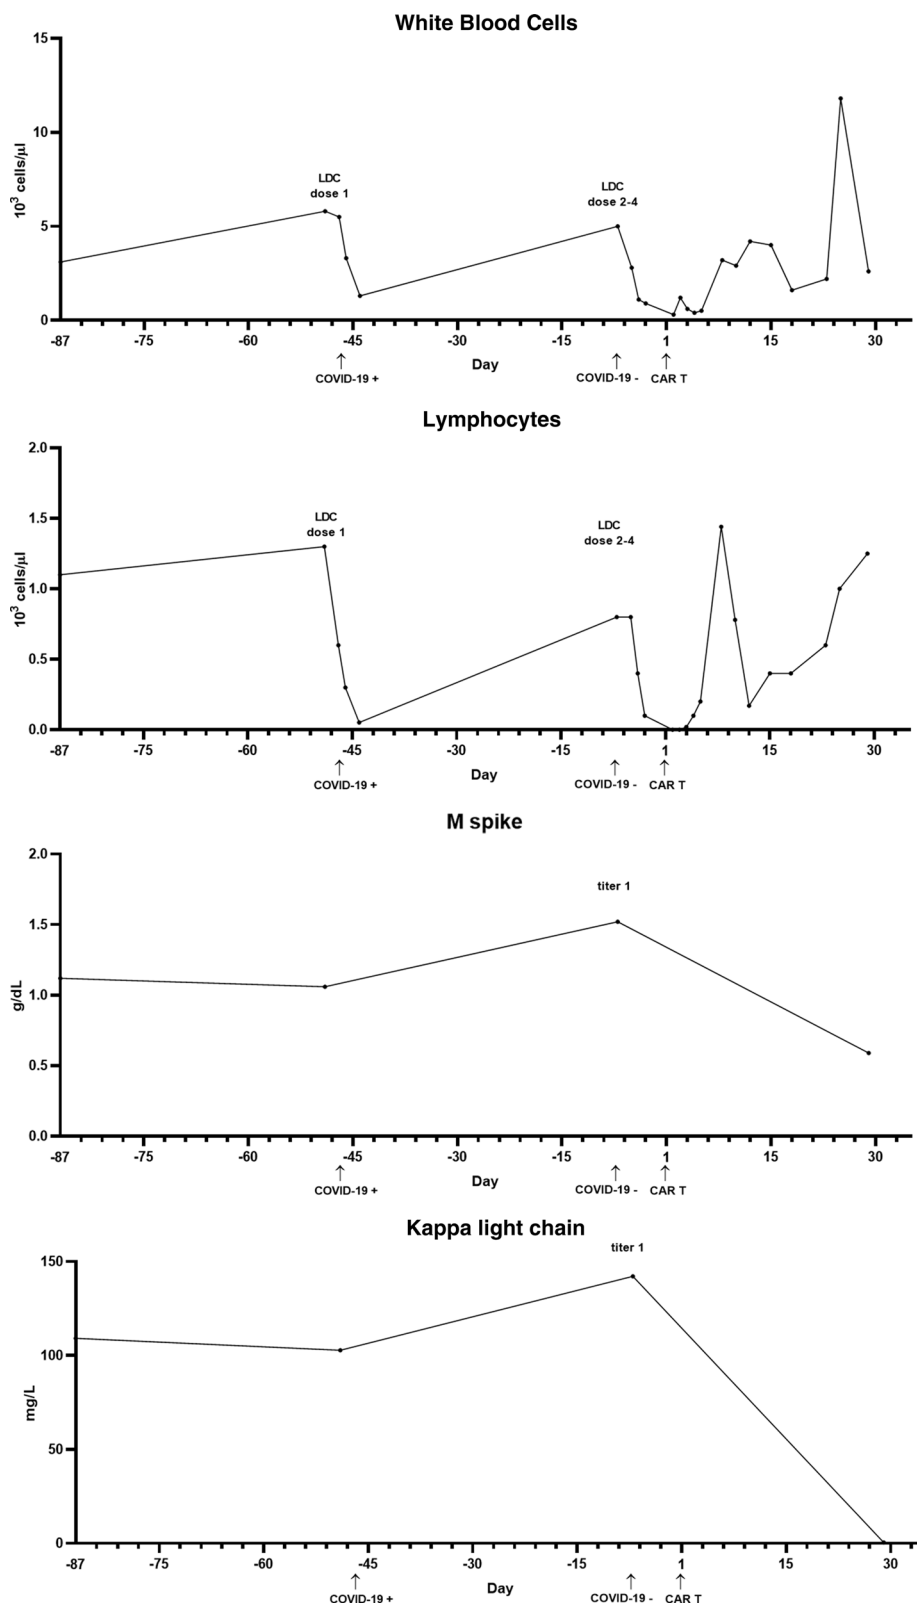 White Blood Cells
15
10
5
0
10³ cells/µl
LDC
dose 1
LDC
dose 2-4
-87 -75 -60 -45 -30 -15 1 15 30
Day
COVID-19 + COVID-19 - CAR T
Lymphocytes
2.0
1.5
1.0
0.5
0.0
10³ cells/µl
LDC
dose 1
LDC
dose 2-4
-87 -75 -60 -45 -30 -15 1 15 30
Day
COVID-19 + COVID-19 - CAR T
M spike
2.0
1.5
1.0
0.5
0.0
g/dL
titer 1
-87 -75 -60 -45 -30 -15 1 15 30
Day
COVID-19 + COVID-19 - CAR T
Kappa light chain
titer 1
150
100
50
0
mg/L
-87 -75 -60 -45 -30 -15 1 15 30
Day
COVID-19 + COVID-19 - CAR T